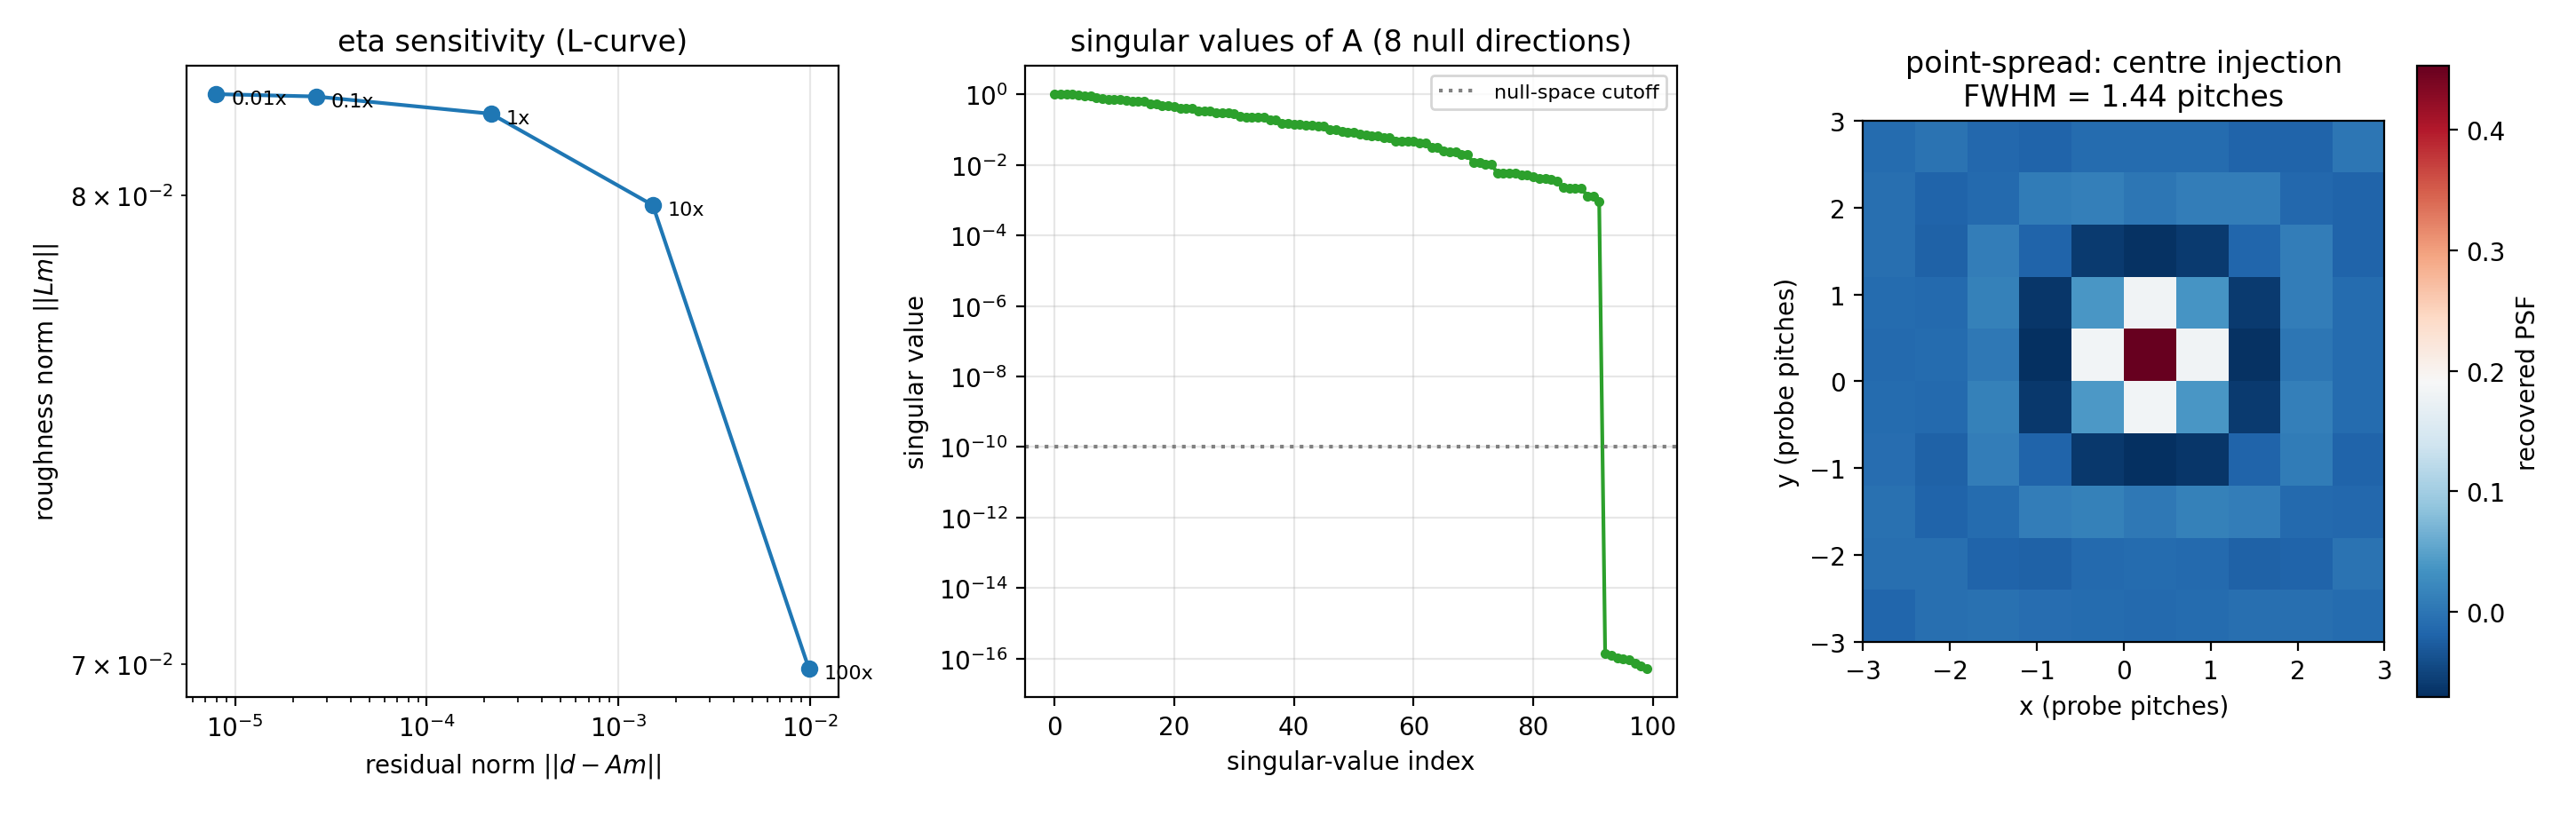 eta sensitivity (L-curve)
roughness norm ||Lm||
8 × 10⁻²
7 × 10⁻²
0.01x
0.1x
1x
10x
100x
10⁻⁵
10⁻⁴
10⁻³
10⁻²
residual norm ||d − Am||
singular values of A (8 null directions)
null-space cutoff
singular value
10⁰
10⁻²
10⁻⁴
10⁻⁶
10⁻⁸
10⁻¹⁰
10⁻¹²
10⁻¹⁴
10⁻¹⁶
0
20
40
60
80
100
singular-value index
point-spread: centre injection
FWHM = 1.44 pitches
y (probe pitches)
3
2
1
0
−1
−2
−3
−3
−2
−1
0
1
2
3
x (probe pitches)
0.4
0.3
0.2
0.1
0.0
recovered PSF